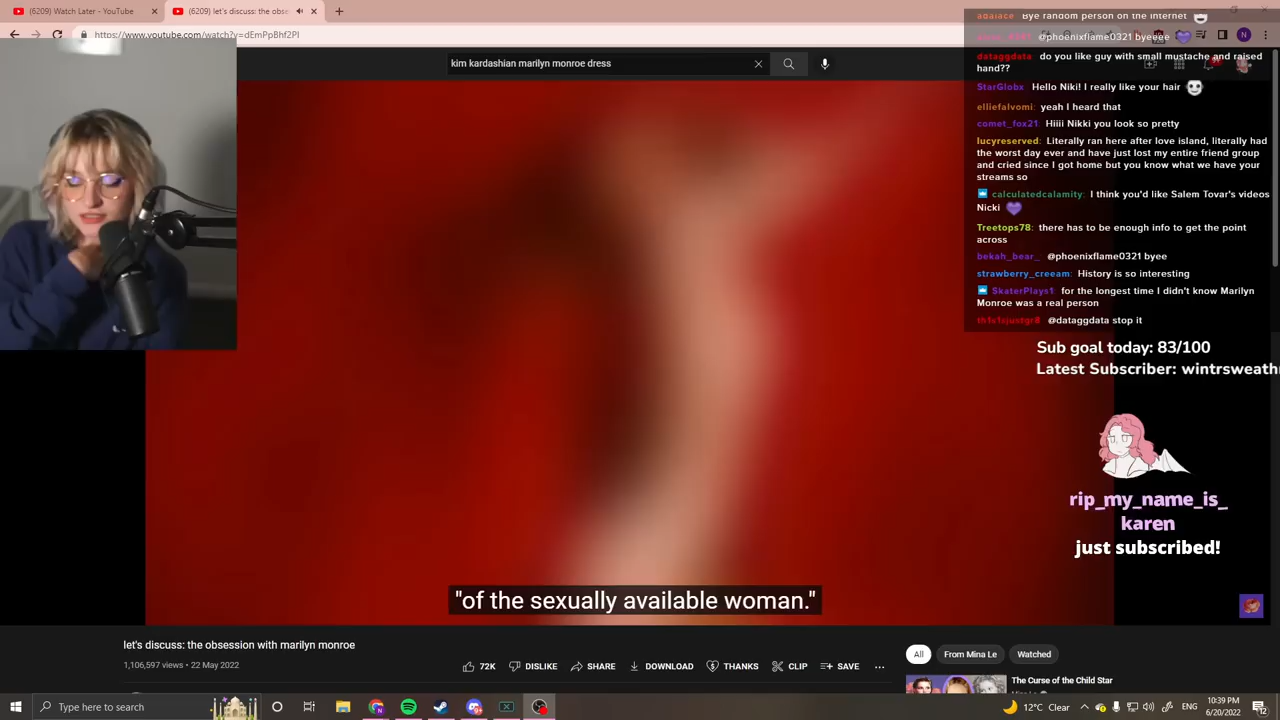 (6209) Watch Later - YouTube
(6209) let's discuss: the obse
https://www.youtube.com/watch?v=dEmPpBhf2PI
kim kardashian marilyn monroe dress
N
adalace Bye random person on the internet
@phoenixflame0321 byeeee
dataggdata do you like guy with small mustache and raised
hand??
StarGlobx Hello Niki! I really like your hair
elliefalvomi yeah I heard that
comet_fox21: Hiiii Nikki you look so pretty
lucyreserved: Literally ran here after love island, literally had
the worst day ever and have just lost my entire friend group
and cried since I got home but you know what we have your
streams so
calculatedcalamity: I think you'd like Salem Tovar's videos
Nicki
Treetops78: there has to be enough info to get the point
across
bekah_bear_ @phoenixflame0321 byee
strawberry_creeam: History is so interesting
SkaterPlays1: for the longest time I didn't know Marilyn
Monroe was a real person
th1s1sjustgr8 @dataggdata stop it
Sub goal today: 83/100
Latest Subscriber: wintrsweath
rip_my_name_is_
karen
just subscribed!
"of the sexually available woman."
let's discuss: the obsession with marilyn monroe
1,106,597 views • 22 May 2022
72K DISLIKE SHARE DOWNLOAD THANKS CLIP SAVE
All From Mina Le Watched
The Curse of the Child Star
Type here to search
12°C Clear
10:39 PM
6/20/2022
12